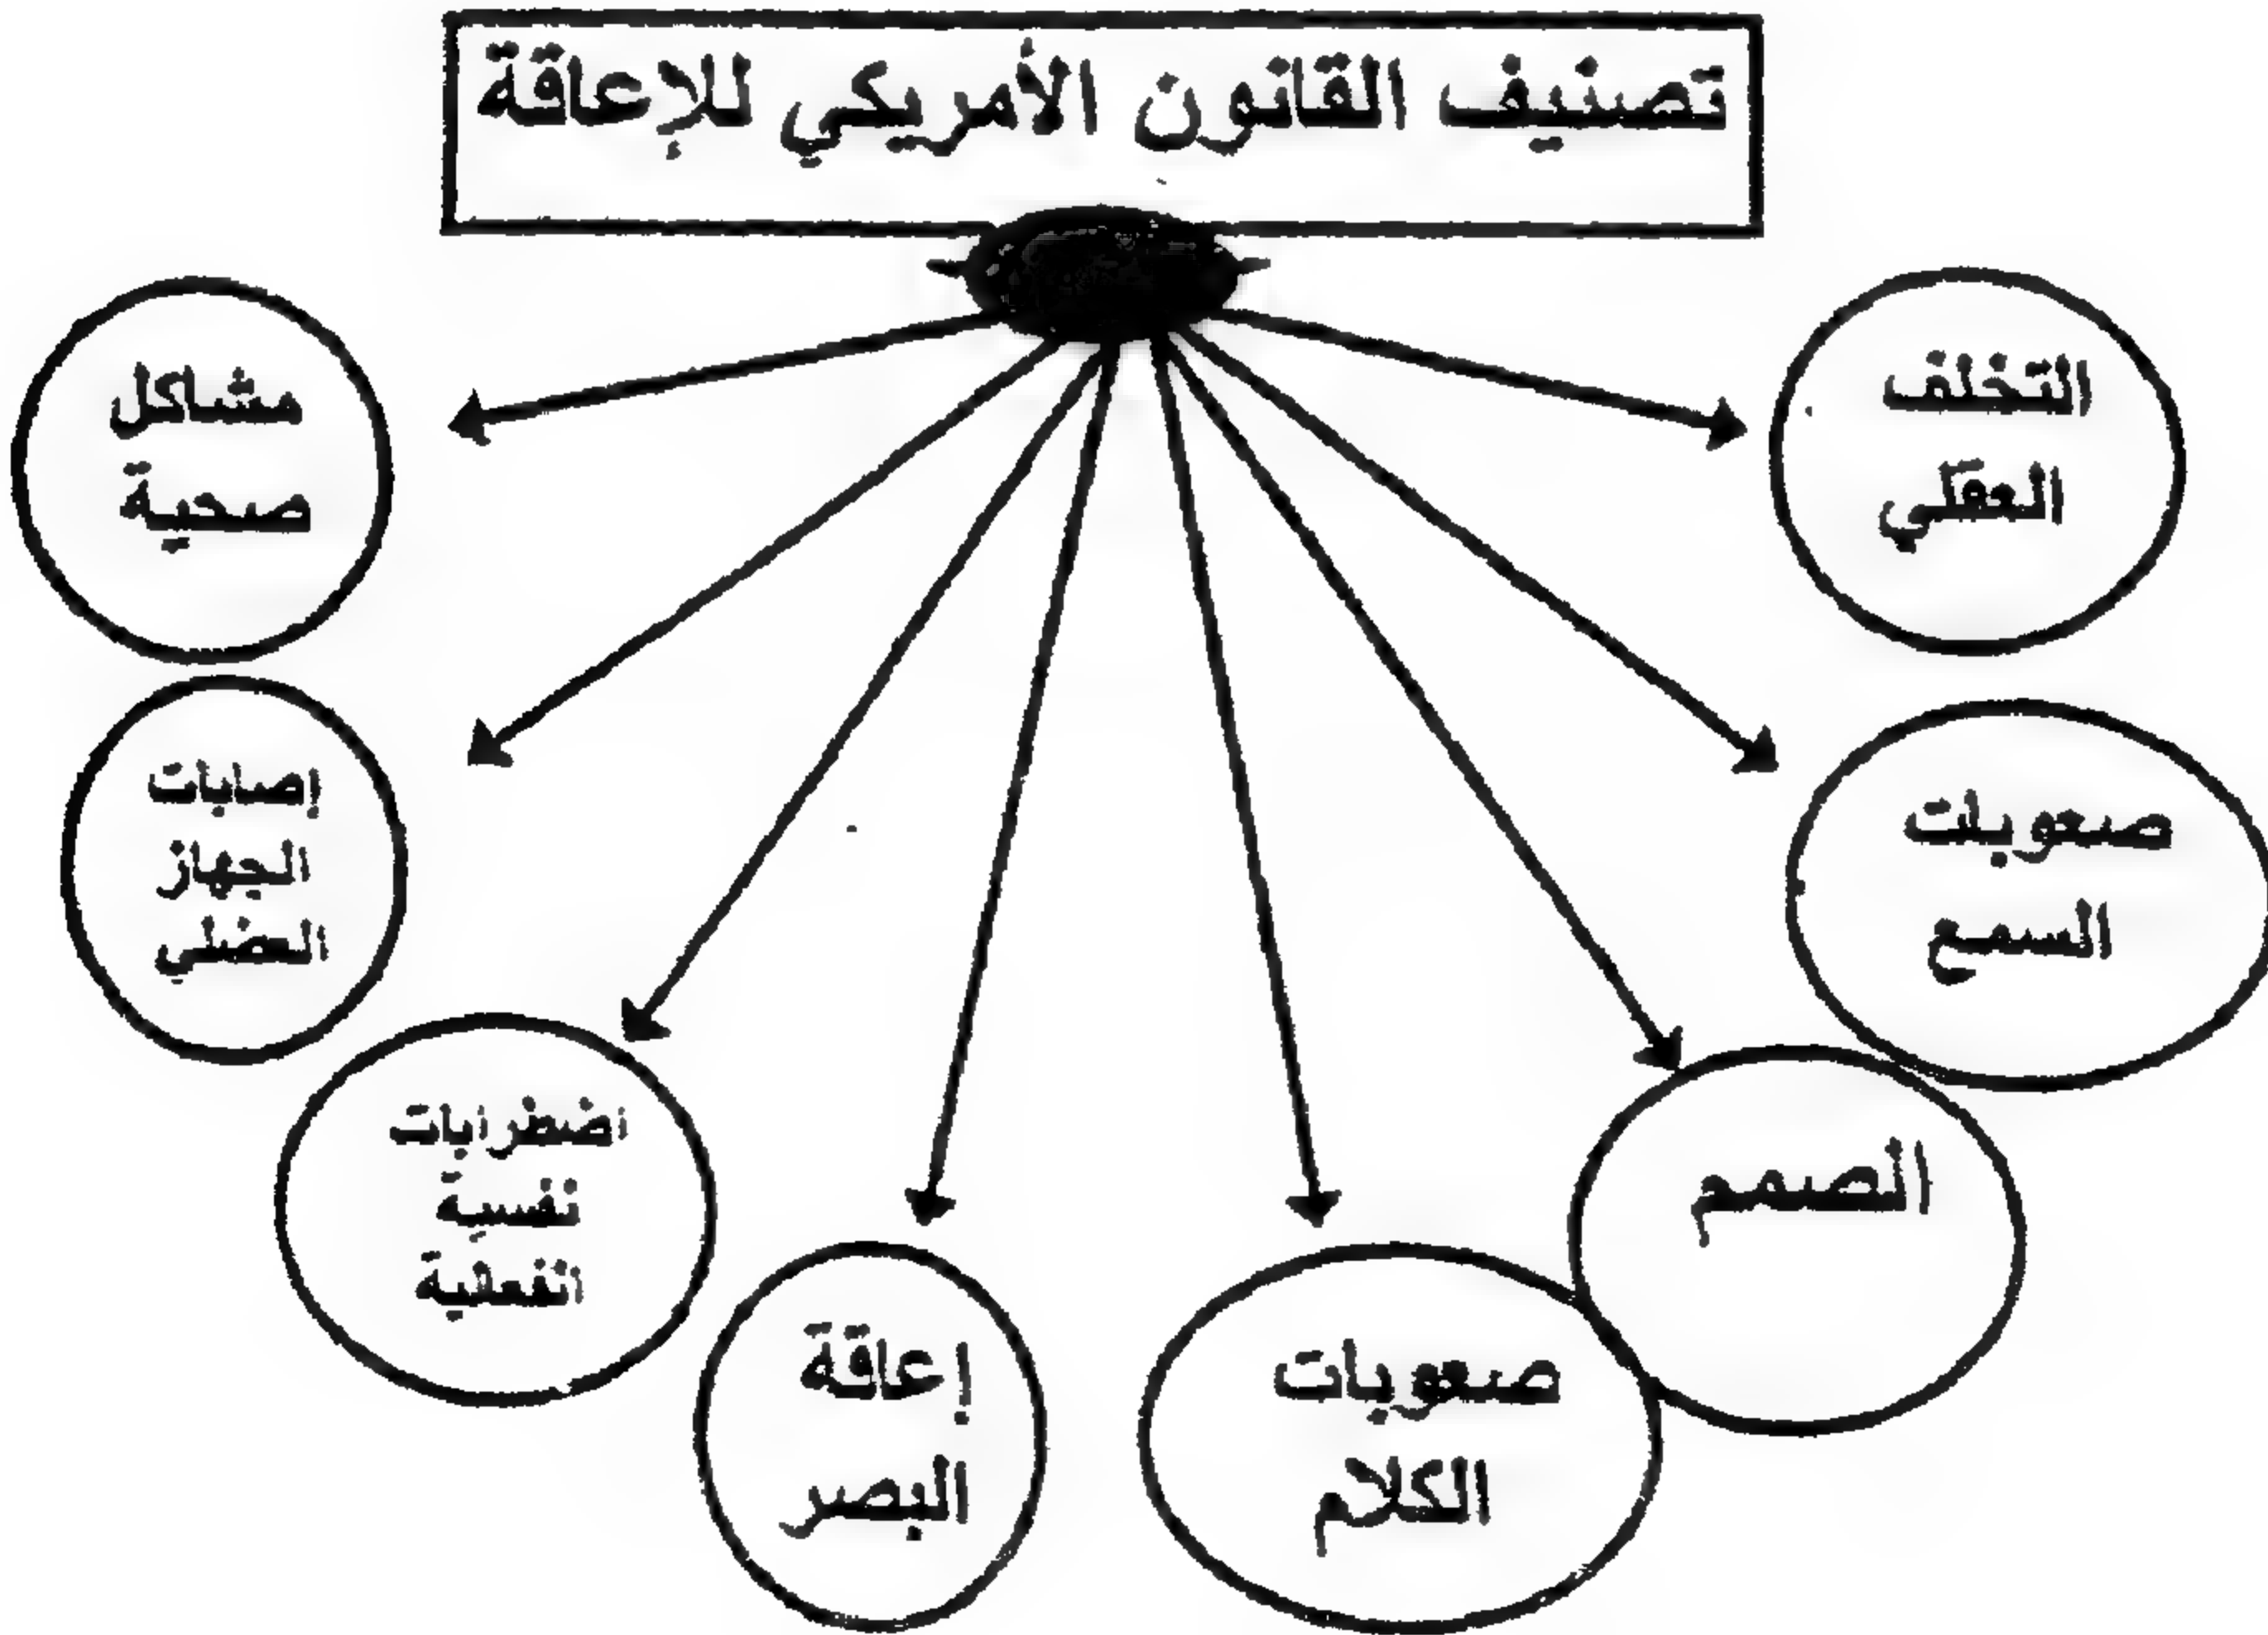 تصنيف القانون الأمريكي للإعاقة
التخلف
العقلي
صعوبات
السمع
الصمم
صعوبات
الكلام
إعاقة
البصر
اضطرابات
نفسية
انفعالية
إصابات
الجهاز
العضلي
مشاكل
صحية